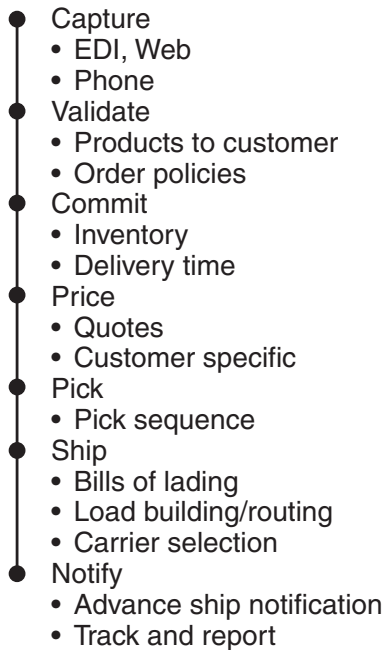 Capture
• EDI, Web
• Phone
Validate
• Products to customer
• Order policies
Commit
• Inventory
• Delivery time
Price
• Quotes
• Customer specific
Pick
• Pick sequence
Ship
• Bills of lading
• Load building/routing
• Carrier selection
Notify
• Advance ship notification
• Track and report